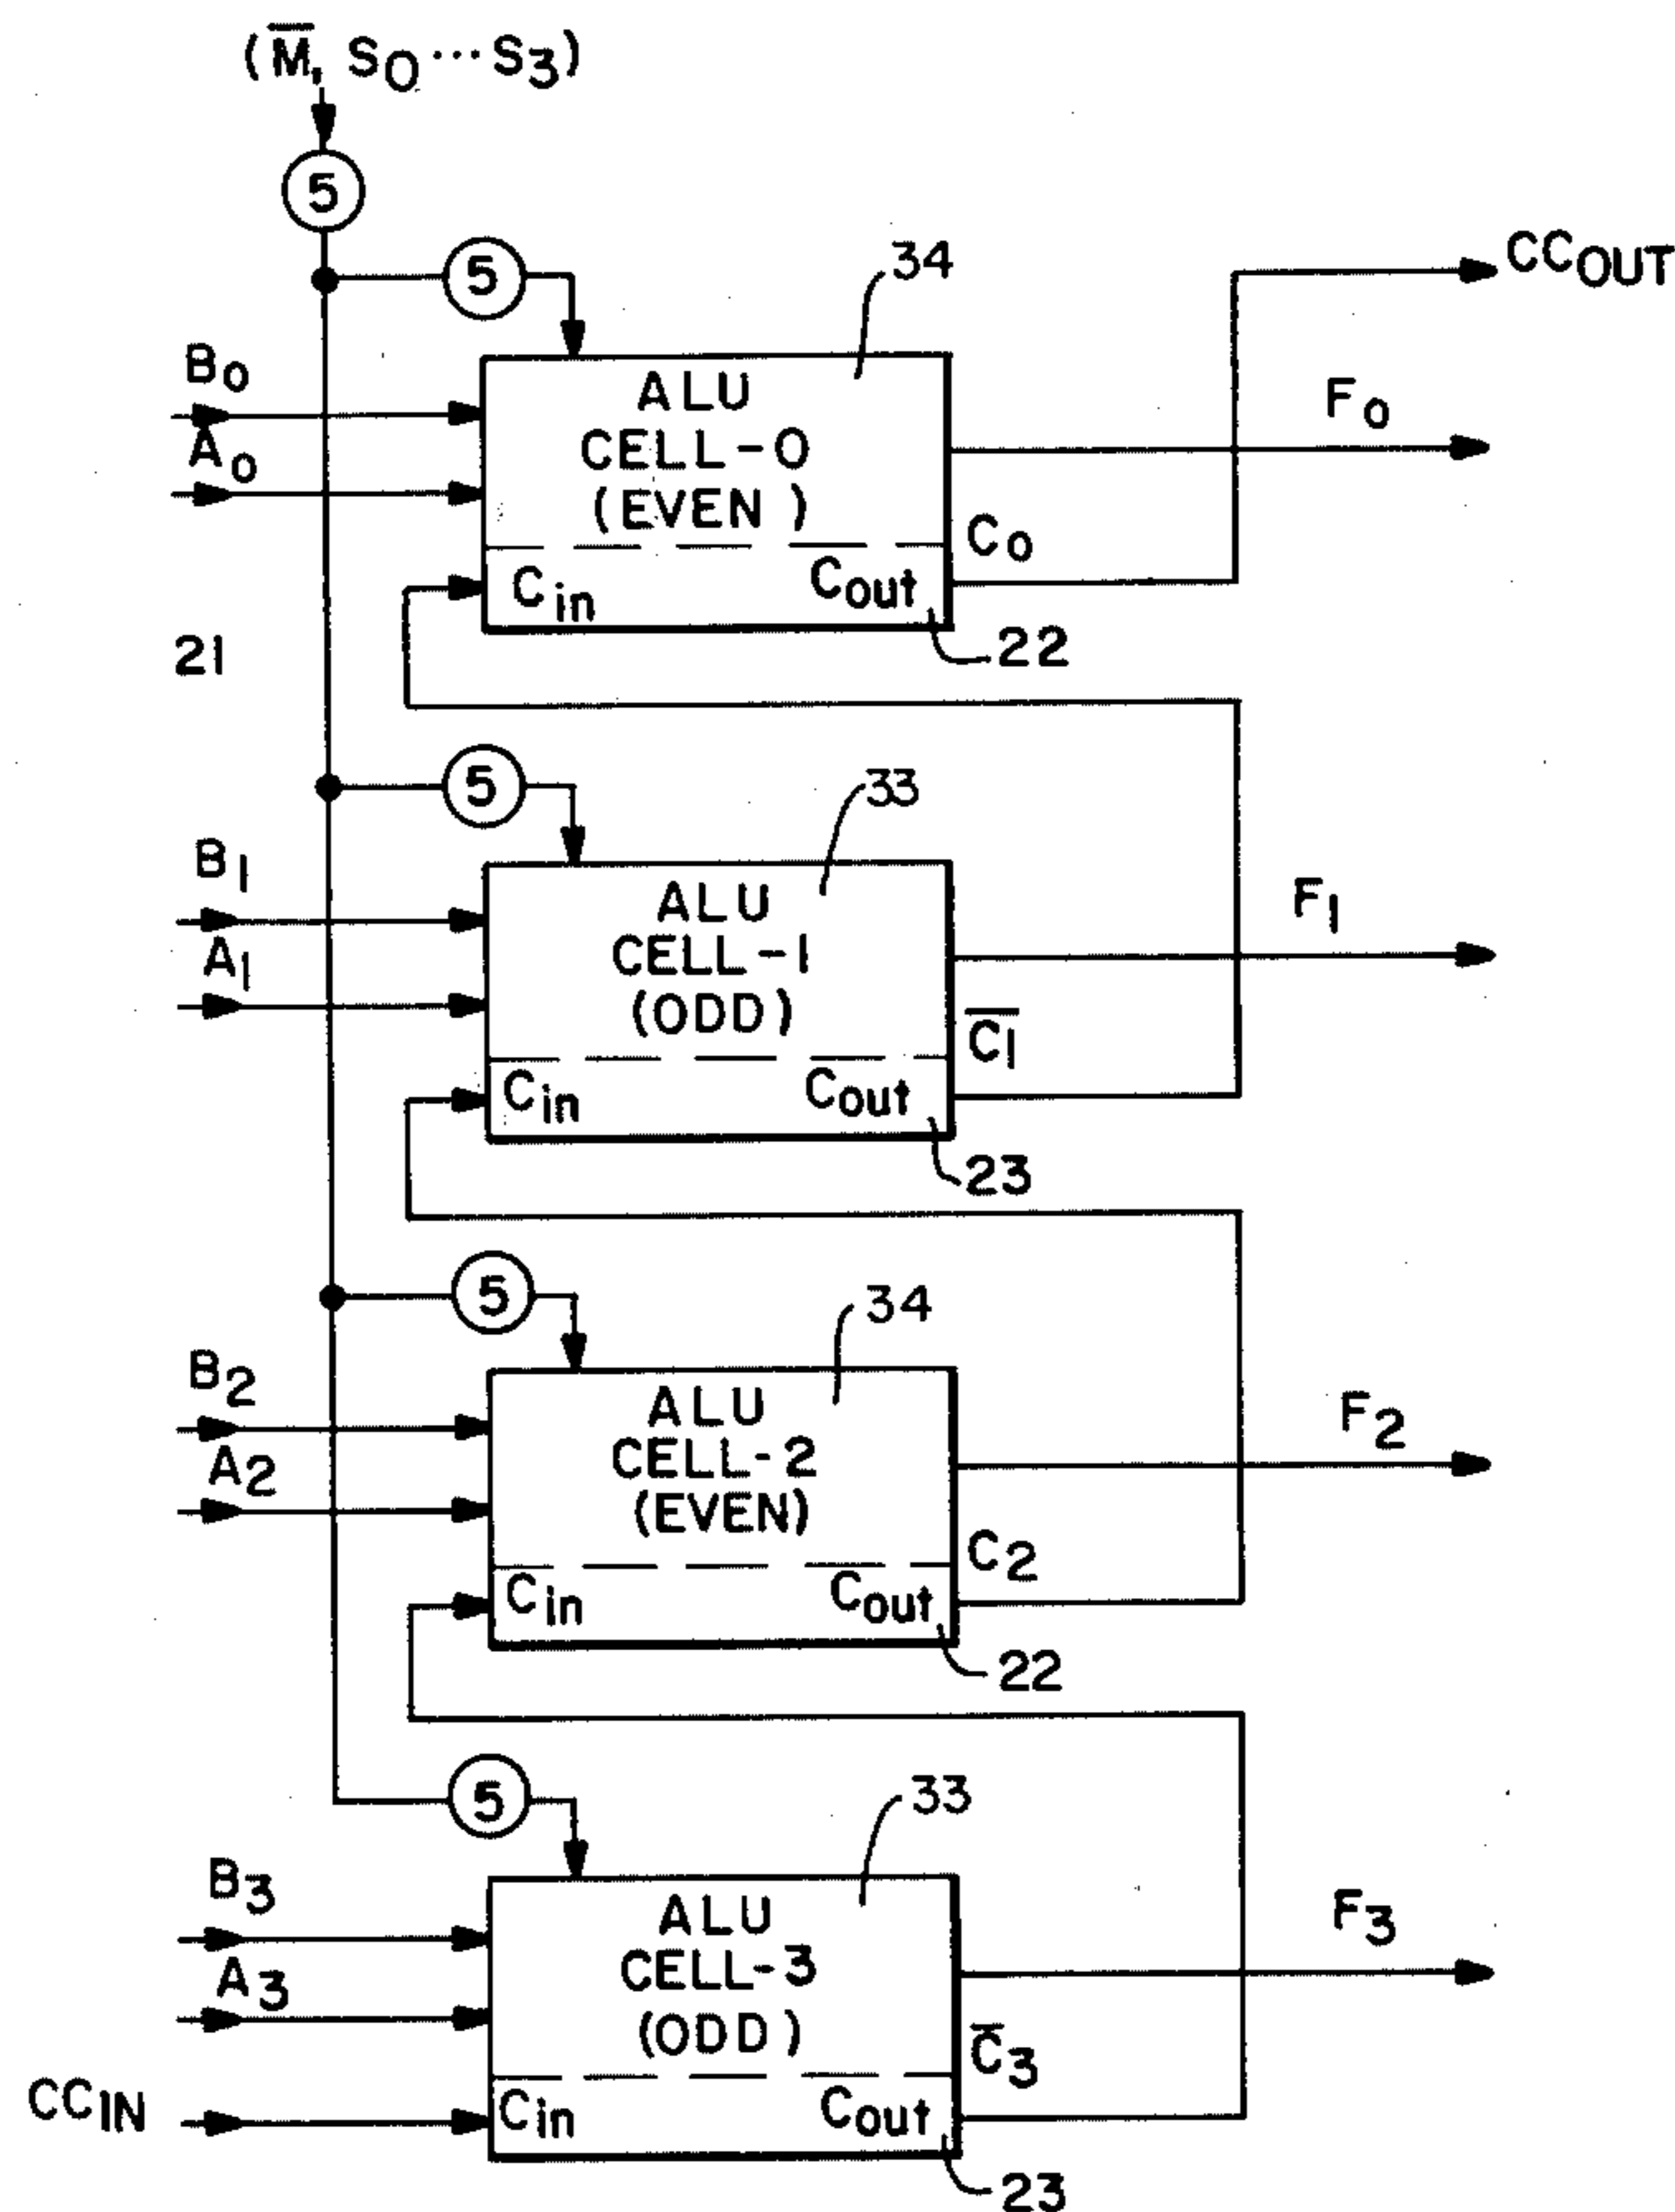 (M̅, S0 ··· S3)
5
5
34
CCOUT
B0
ALU
F0
A0
CELL-0
(EVEN)
C0
Cin
Cout
22
21
5
33
B1
ALU
F1
A1
CELL-1
(ODD)
C̅1
Cin
Cout
23
5
34
B2
ALU
F2
A2
CELL-2
(EVEN)
C2
Cin
Cout
22
5
33
B3
ALU
F3
A3
CELL-3
(ODD)
C̅3
CCIN
Cin
Cout
23